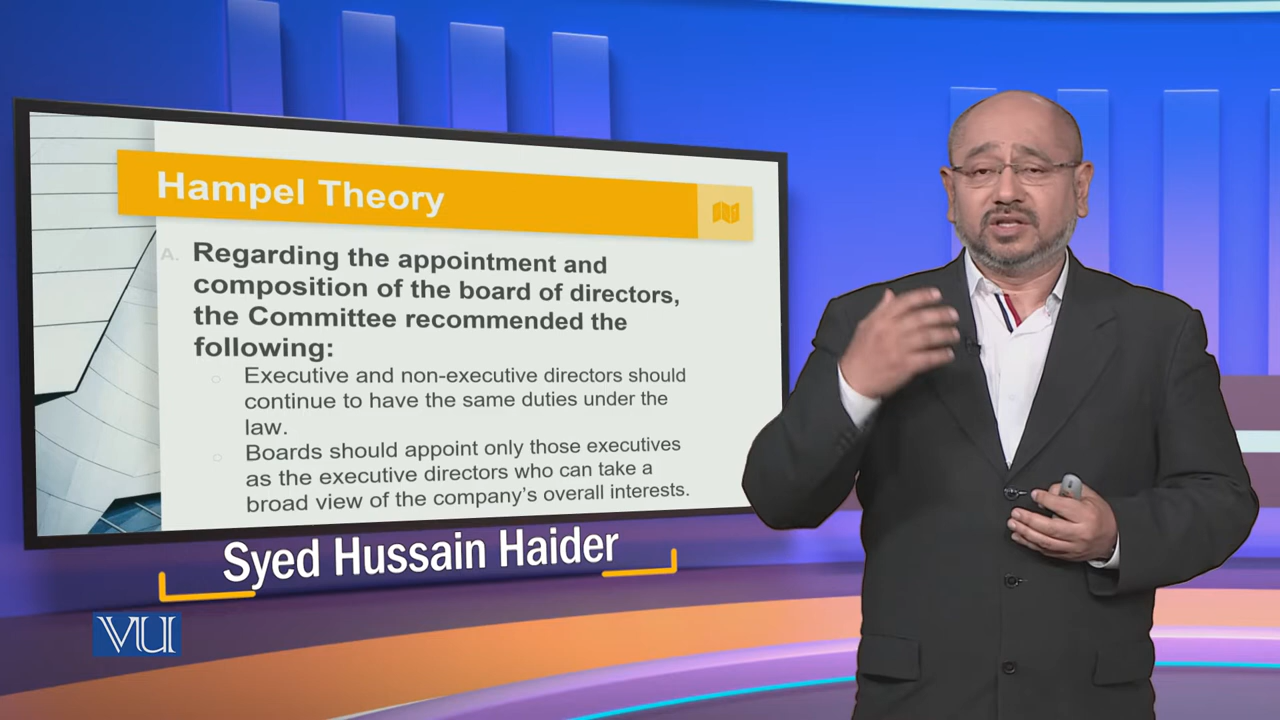 Hampel Theory
A. Regarding the appointment and
composition of the board of directors,
the Committee recommended the
following:
Executive and non-executive directors should
continue to have the same duties under the
law.
Boards should appoint only those executives
as the executive directors who can take a
broad view of the company's overall interests.
Syed Hussain Haider
VU